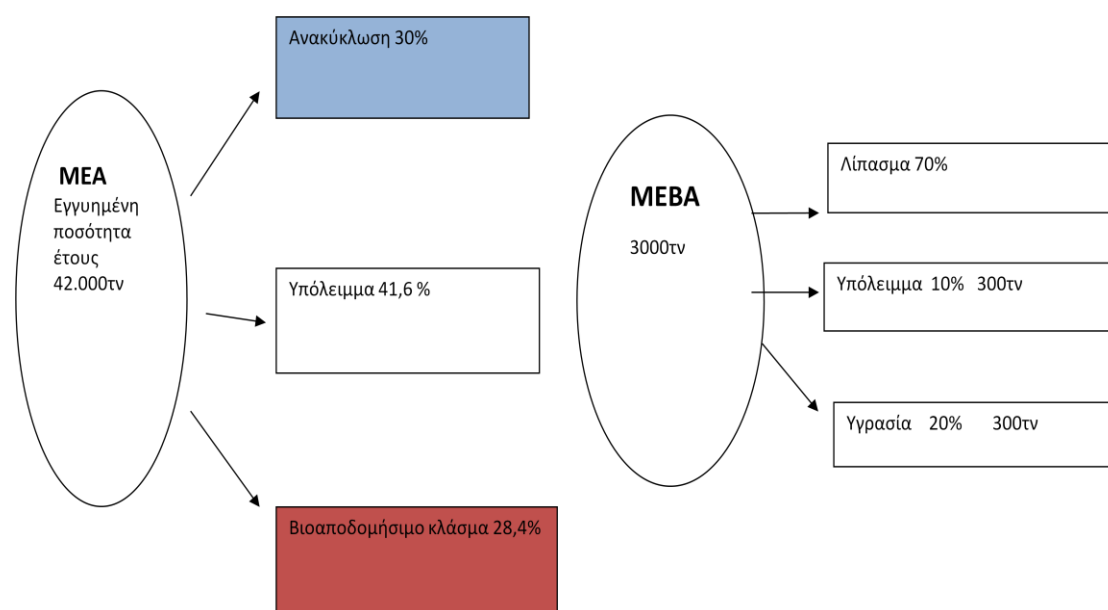 Ανακύκλωση 30%
ΜΕΑ
Εγγυημένη
ποσότητα
έτους
42.000τν
Υπόλειμμα 41,6 %
Βιοαποδομήσιμο κλάσμα 28,4%
ΜΕΒΑ
3000τν
Λίπασμα 70%
Υπόλειμμα 10% 300τν
Υγρασία 20% 300τν